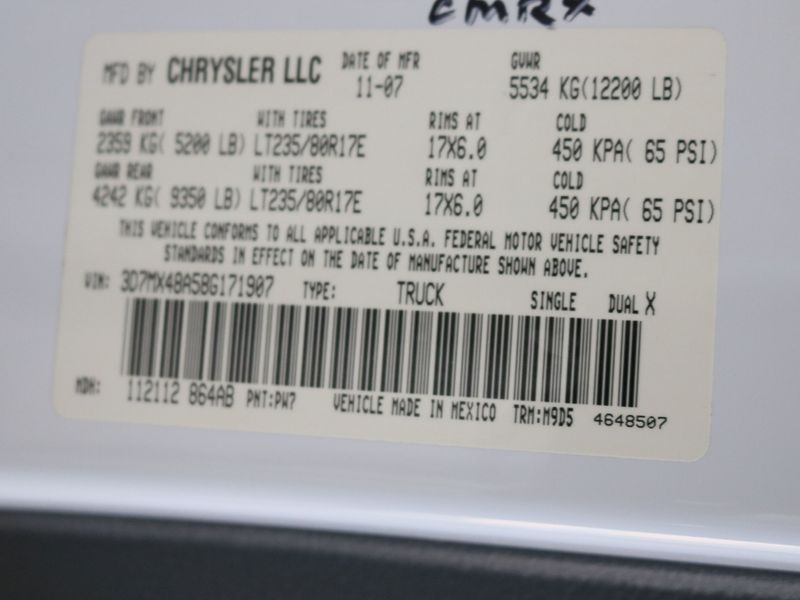 EMRX
MFD BY CHRYSLER LLC DATE OF MFR 11-07 GVWR 5534 KG(12200 LB)
GAWR FRONT WITH TIRES RIMS AT COLD
2359 KG( 5200 LB) LT235/80R17E 17X6.0 450 KPA( 65 PSI)
GAWR REAR WITH TIRES RIMS AT COLD
4242 KG( 9350 LB) LT235/80R17E 17X6.0 450 KPA( 65 PSI)
THIS VEHICLE CONFORMS TO ALL APPLICABLE U.S.A. FEDERAL MOTOR VEHICLE SAFETY
STANDARDS IN EFFECT ON THE DATE OF MANUFACTURE SHOWN ABOVE.
VIN: 3D7MX48A58G171907 TYPE: TRUCK SINGLE DUAL X
MDH: 112112 864AB PNT:PW7 VEHICLE MADE IN MEXICO TRM:M9D5 4648507